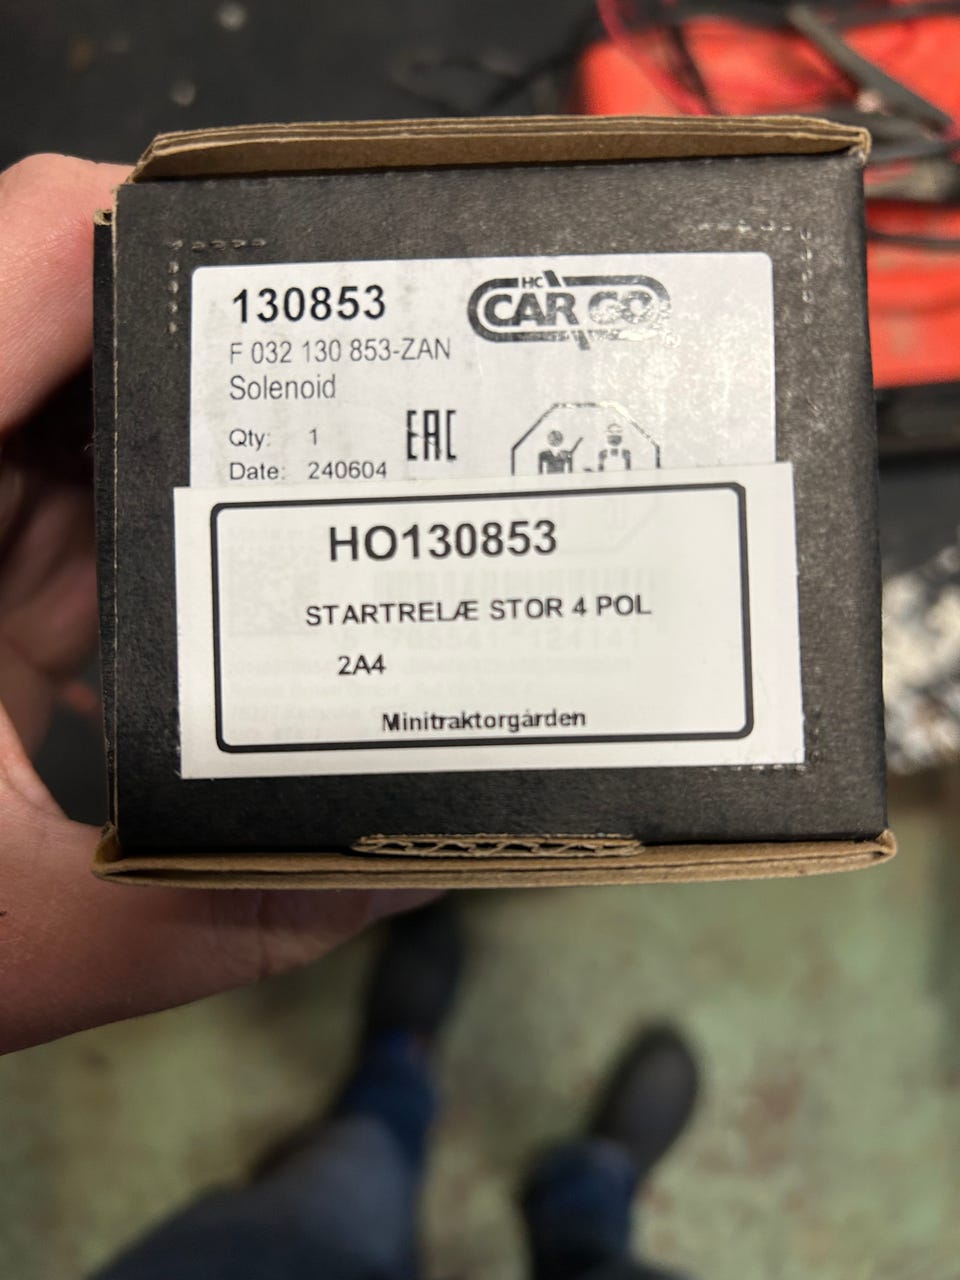 130853
HC
CARGO
F 032 130 853-ZAN
Solenoid
Qty: 1
EAC
Date: 240604
HO130853
STARTRELÆ STOR 4 POL
2A4
Minitraktorgården